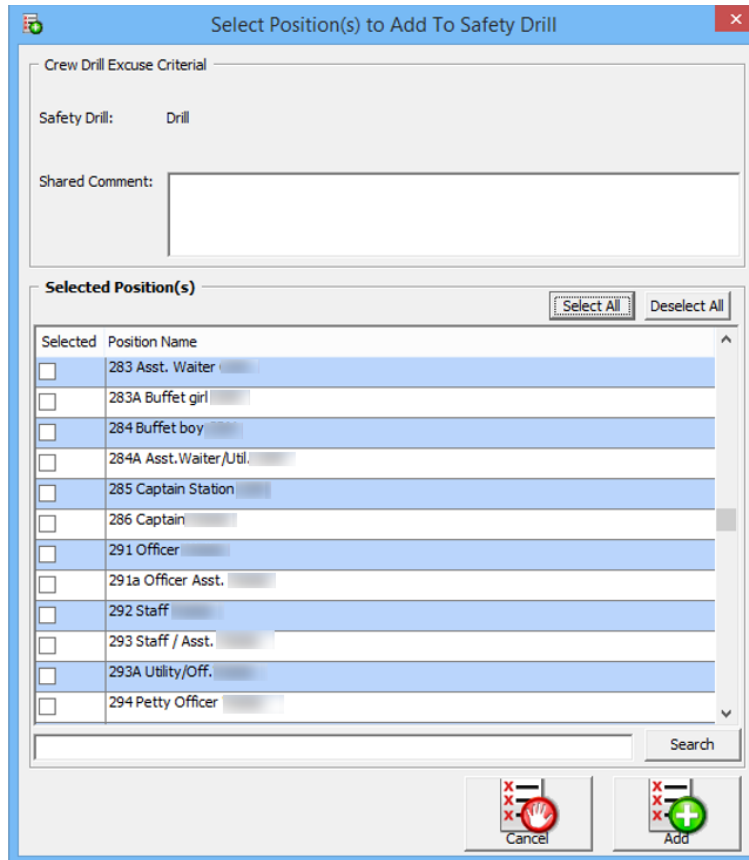 Select Position(s) to Add To Safety Drill
Crew Drill Excuse Criterial
Safety Drill: Drill
Shared Comment:
Selected Position(s)
Select All Deselect All
Selected Position Name
283 Asst. Waiter
283A Buffet girl
284 Buffet boy
284A Asst.Waiter/Util.
285 Captain Station
286 Captain
291 Officer
291a Officer Asst.
292 Staff
293 Staff / Asst.
293A Utility/Off.
294 Petty Officer
Search
Cancel Add